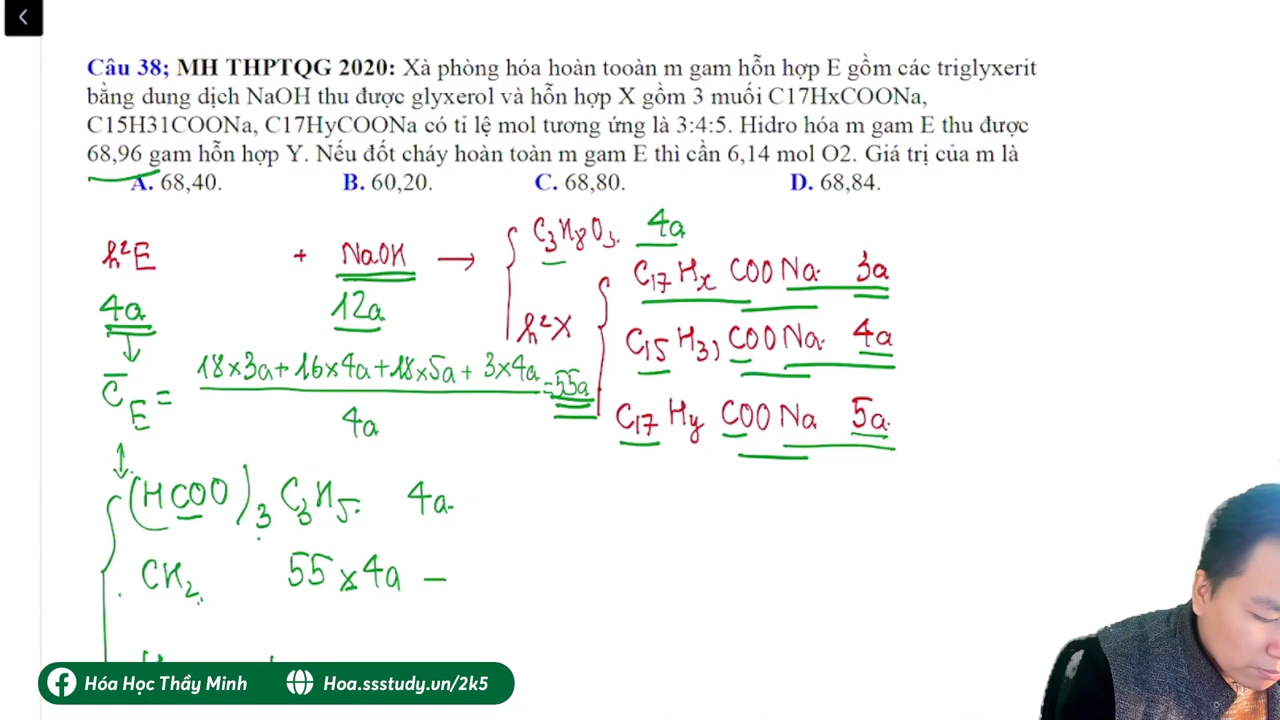 Câu 38; MH THPTQG 2020: Xà phòng hóa hoàn tooàn m gam hỗn hợp E gồm các triglyxerit
bằng dung dịch NaOH thu được glyxerol và hỗn hợp X gồm 3 muối C17HxCOONa,
C15H31COONa, C17HyCOONa có tỉ lệ mol tương ứng là 3:4:5. Hidro hóa m gam E thu được
68,96 gam hỗn hợp Y. Nếu đốt cháy hoàn toàn m gam E thì cần 6,14 mol O2. Giá trị của m là
A. 68,40. B. 60,20. C. 68,80. D. 68,84.
C3H8O3. 4a
h²E + NaOH → C17Hx COONa. 3a
4a 12a h²X C15H31COONa. 4a
C̄E = 18×3a+16×4a+18×5a+3×4a / 4a = 55a
C17Hy COONa 5a.
(HCOO)3 C3H5. 4a.
CH2. 55×4a –
Hóa Học Thầy Minh Hoa.ssstudy.vn/2k5